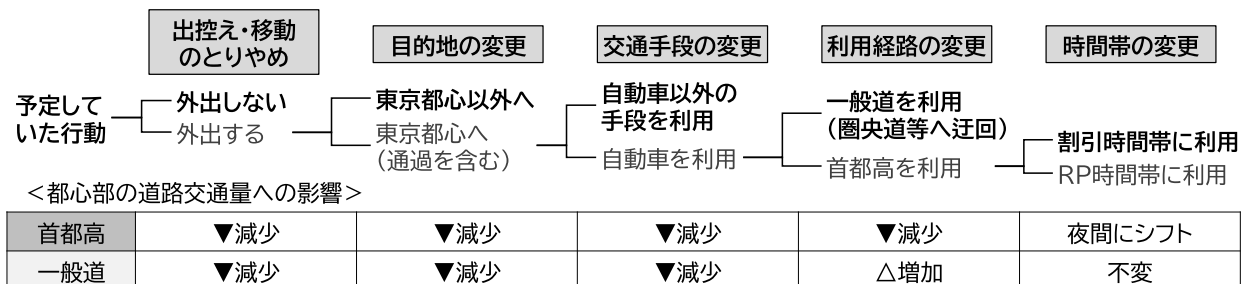 出控え・移動
のとりやめ
目的地の変更
交通手段の変更
利用経路の変更
時間帯の変更
予定して
いた行動
外出しない
外出する
東京都心以外へ
東京都心へ
(通過を含む)
自動車以外の
手段を利用
自動車を利用
一般道を利用
(圏央道等へ迂回)
首都高を利用
割引時間帯に利用
RP時間帯に利用
<都心部の道路交通量への影響>
首都高 ▼減少 ▼減少 ▼減少 ▼減少 夜間にシフト
一般道 ▼減少 ▼減少 ▼減少 △増加 不変